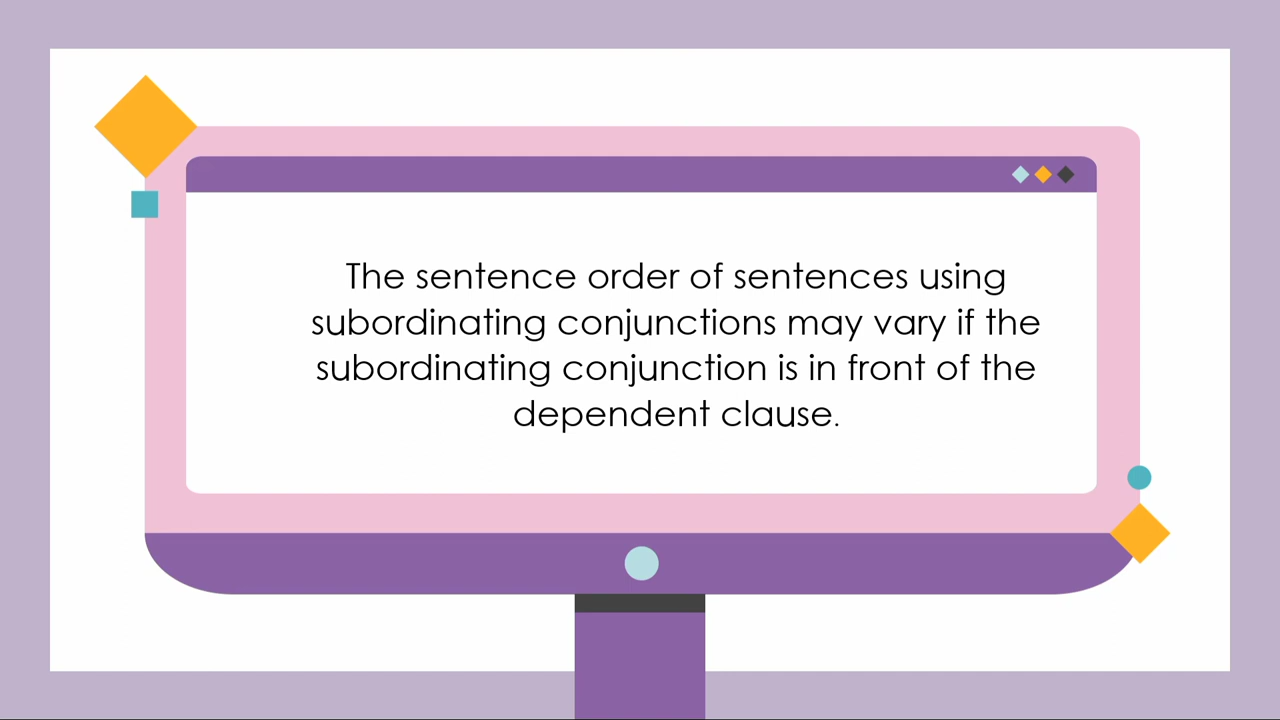 The sentence order of sentences using
subordinating conjunctions may vary if the
subordinating conjunction is in front of the
dependent clause.